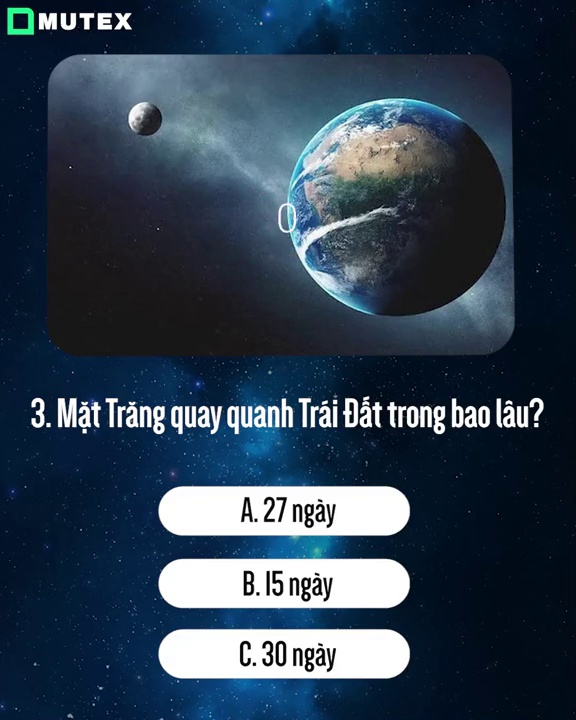 MUTEX
0
3. Mặt Trăng quay quanh Trái Đất trong bao lâu?
A. 27 ngày
B. 15 ngày
C. 30 ngày